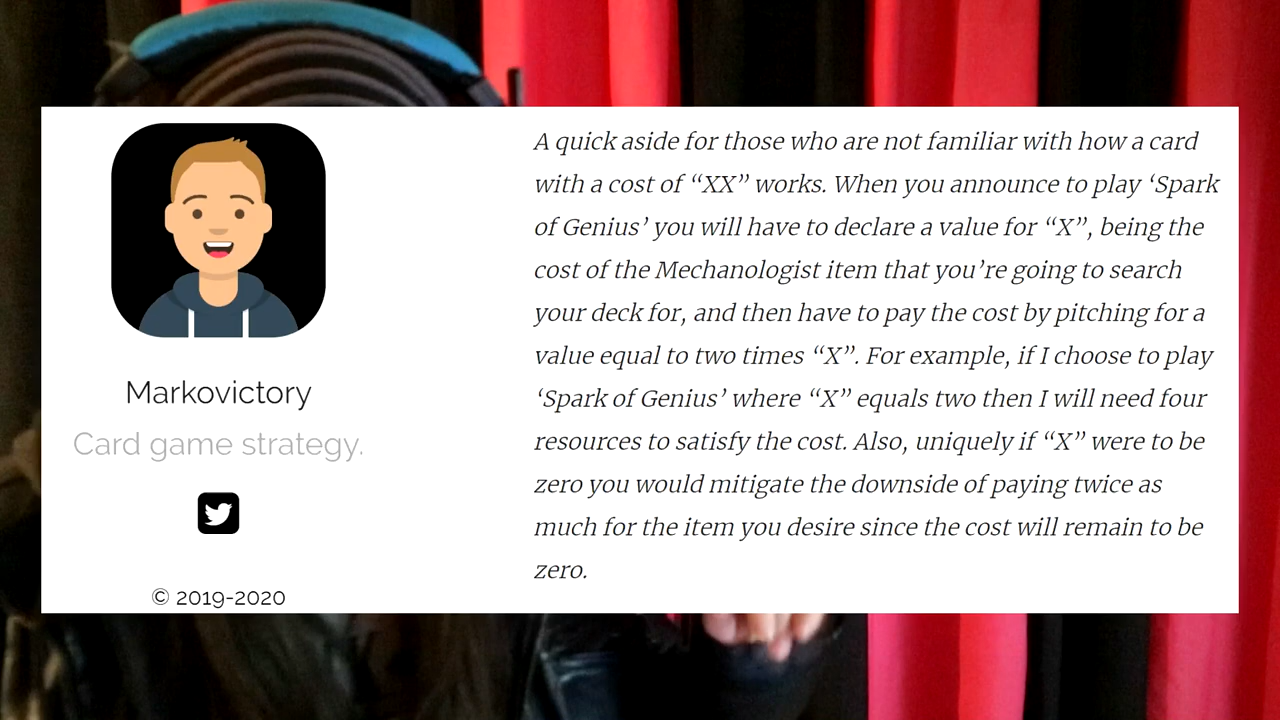 Markovictory
Card game strategy.
© 2019-2020
A quick aside for those who are not familiar with how a card
with a cost of “XX” works. When you announce to play ‘Spark
of Genius’ you will have to declare a value for “X”, being the
cost of the Mechanologist item that you’re going to search
your deck for, and then have to pay the cost by pitching for a
value equal to two times “X”. For example, if I choose to play
‘Spark of Genius’ where “X” equals two then I will need four
resources to satisfy the cost. Also, uniquely if “X” were to be
zero you would mitigate the downside of paying twice as
much for the item you desire since the cost will remain to be
zero.